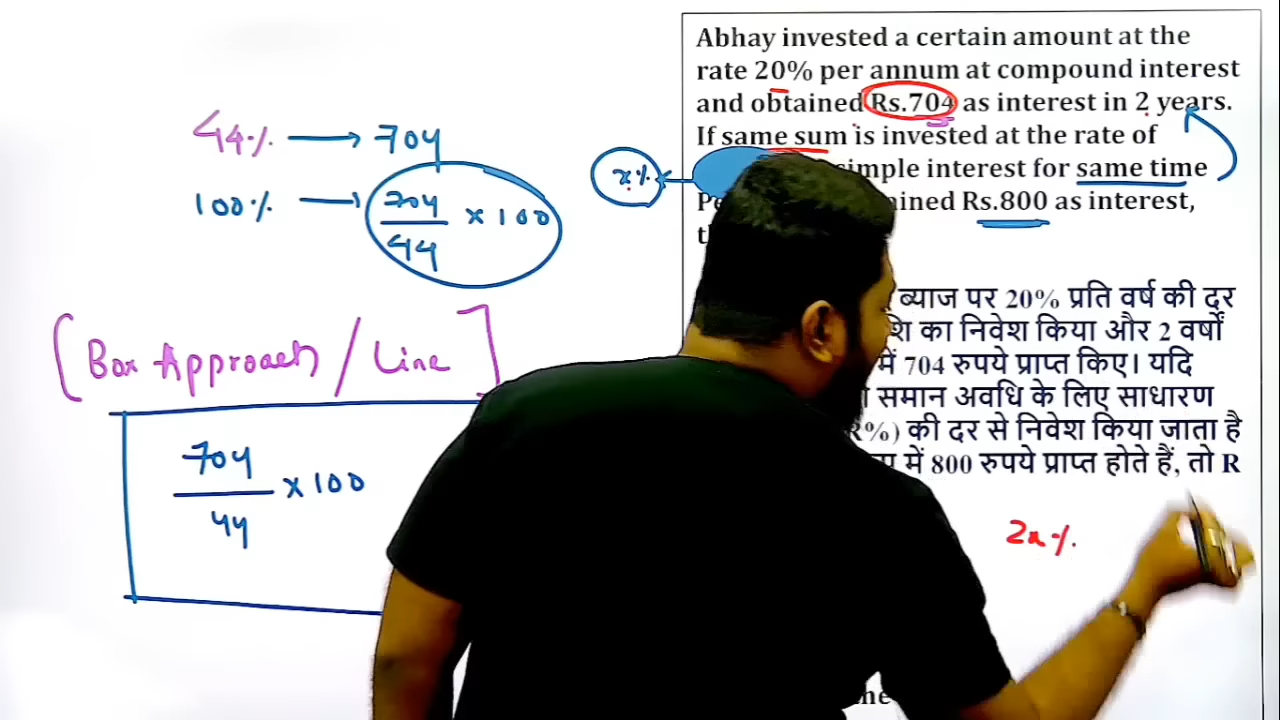 44% → 704
100% → 704/44 × 100
[Box Approach / Line]
704/44 × 100
Abhay invested a certain amount at the
rate 20% per annum at compound interest
and obtained Rs.704 as interest in 2 years.
If same sum is invested at the rate of
x%
simple interest for same time
Rs.800 as interest,
ब्याज पर 20% प्रति वर्ष की दर
का निवेश किया और 2 वर्षों
में 704 रुपये प्राप्त किए। यदि
समान अवधि के लिए साधारण
%) की दर से निवेश किया जाता है
में 800 रुपये प्राप्त होते हैं, तो R
2x%